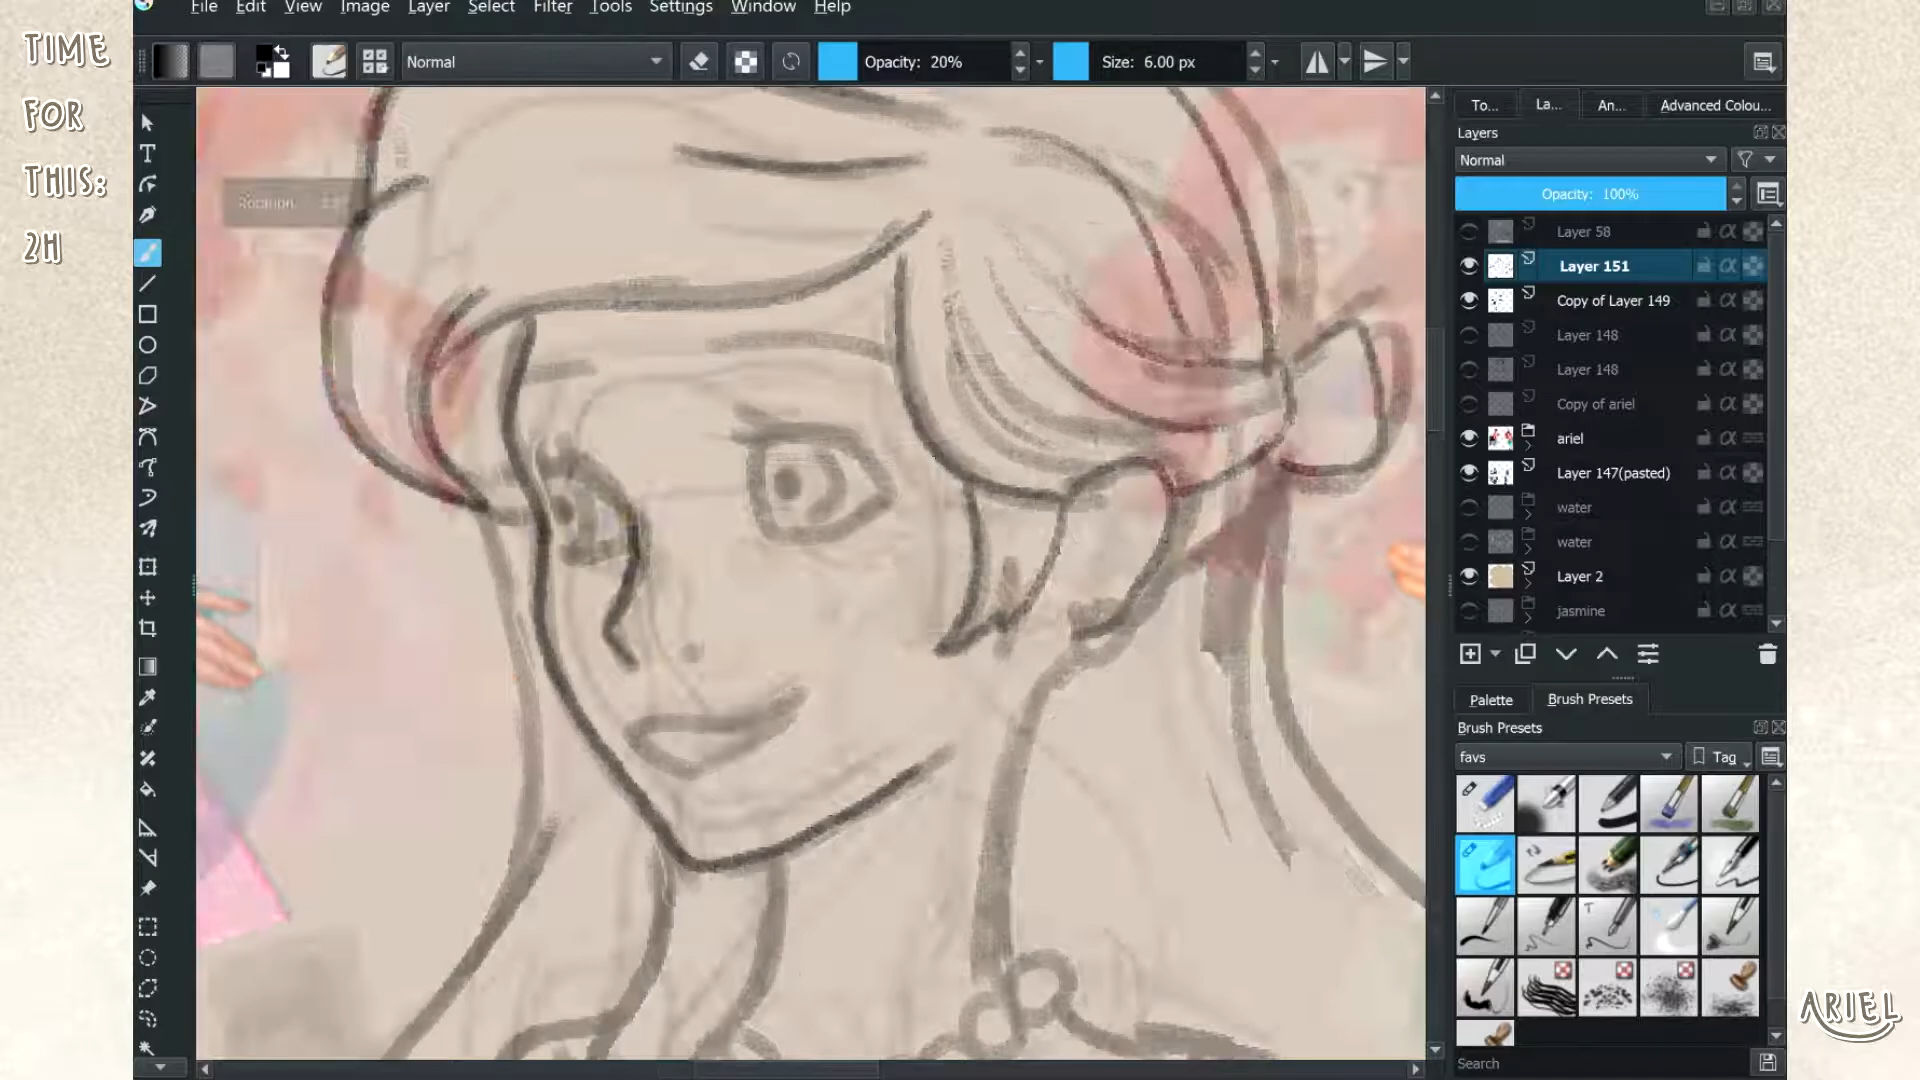 TIME
FOR
THIS:
2H
File Edit View Image Layer Select Filter Tools Settings Window Help
Normal
Opacity: 20%
Size: 6.00 px
To...
La...
An...
Advanced Colou...
Layers
Normal
Opacity: 100%
Layer 58
Layer 151
Copy of Layer 149
Layer 148
Layer 148
Copy of ariel
ariel
Layer 147(pasted)
water
water
Layer 2
jasmine
Palette
Brush Presets
Brush Presets
favs
Tag
Search
Rotation
ARIEL